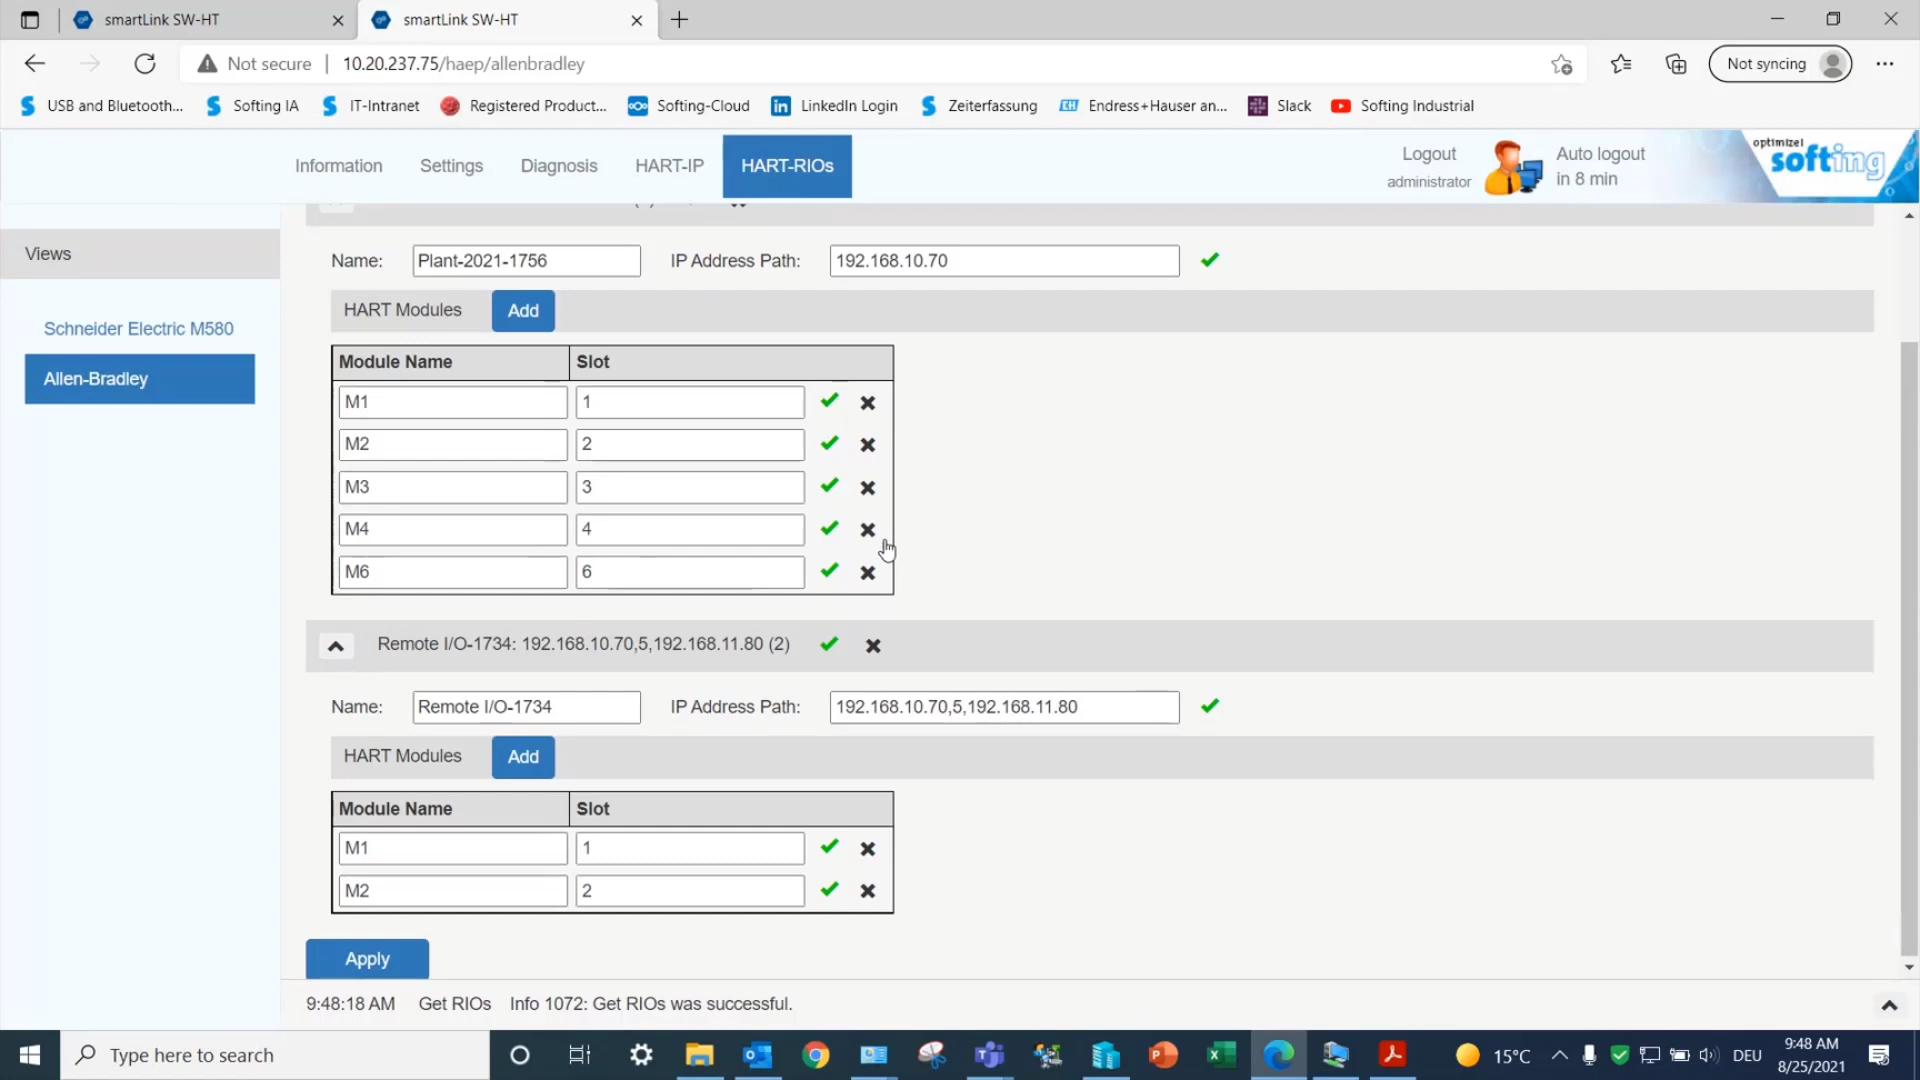 smartLink SW-HT
smartLink SW-HT
Not secure 10.20.237.75/haep/allenbradley Not syncing
USB and Bluetooth... Softing IA IT-Intranet Registered Product... Softing-Cloud LinkedIn Login Zeiterfassung Endress+Hauser an... Slack Softing Industrial
Information Settings Diagnosis HART-IP HART-RIOs
Logout
administrator
Auto logout
in 8 min
optimize!
softing
Views
Schneider Electric M580
Allen-Bradley
Name: Plant-2021-1756 IP Address Path: 192.168.10.70
HART Modules Add
Module Name Slot
M1 1
M2 2
M3 3
M4 4
M6 6
Remote I/O-1734: 192.168.10.70,5,192.168.11.80 (2)
Name: Remote I/O-1734 IP Address Path: 192.168.10.70,5,192.168.11.80
HART Modules Add
Module Name Slot
M1 1
M2 2
Apply
9:48:18 AM Get RIOs Info 1072: Get RIOs was successful.
Type here to search
15°C DEU
9:48 AM
8/25/2021